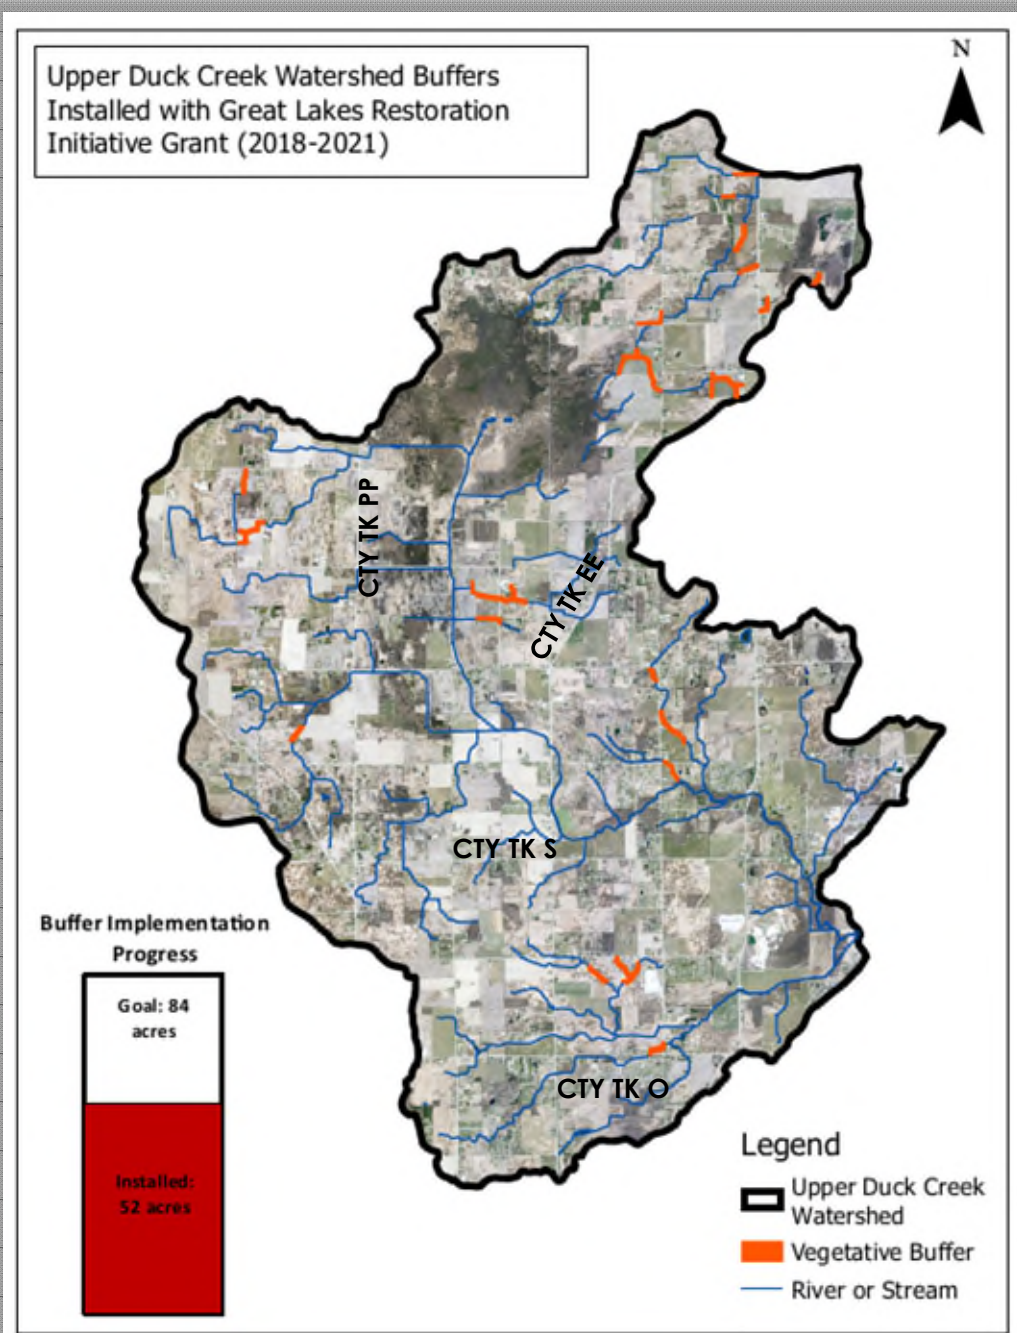 Upper Duck Creek Watershed Buffers
Installed with Great Lakes Restoration
Initiative Grant (2018-2021)
N
CTY TK PP
CTY TK EE
CTY TK S
CTY TK O
Buffer Implementation
Progress
Goal: 84
acres
Installed:
52 acres
Legend
Upper Duck Creek
Watershed
Vegetative Buffer
River or Stream